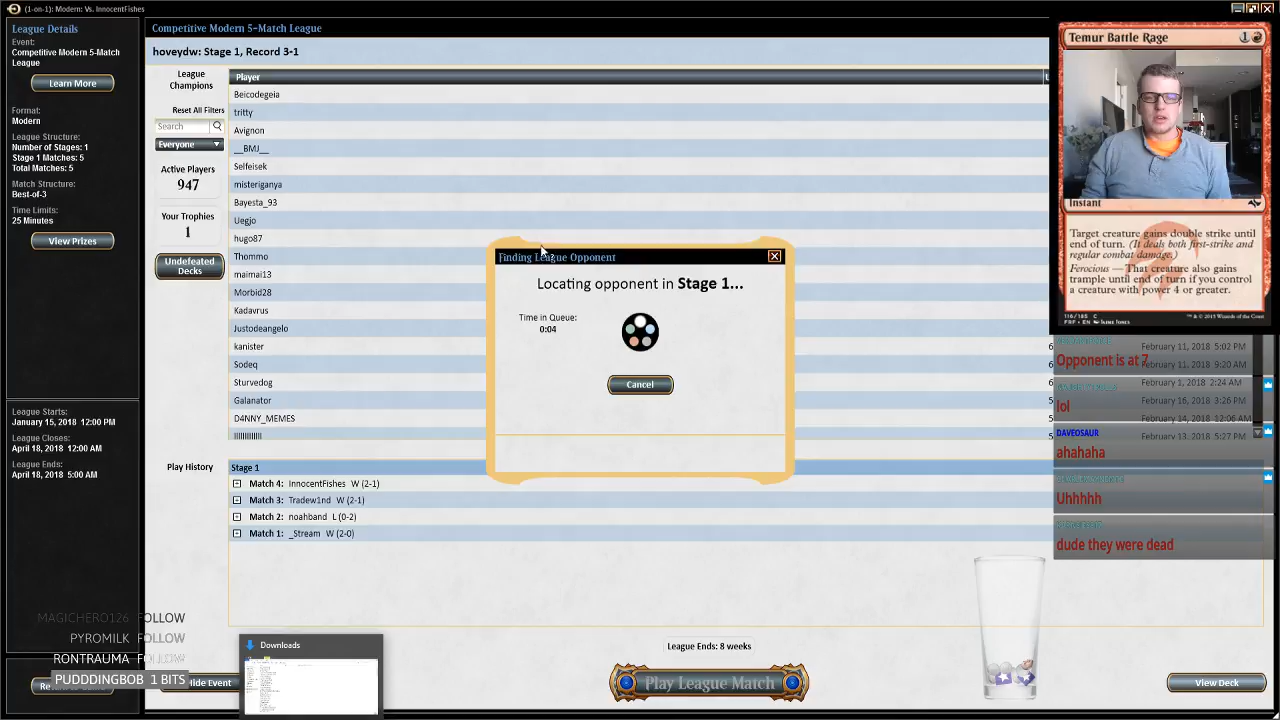 (1-on-1): Modern: Vs. InnocentFishes
League Details
Event:
Competitive Modern 5-Match
League
Learn More
Format:
Modern
League Structure:
Number of Stages: 1
Stage 1 Matches: 5
Total Matches: 5
Match Structure:
Best-of-3
Time Limits:
25 Minutes
View Prizes
League Starts:
January 15, 2018 12:00 PM
League Closes:
April 18, 2018 12:00 AM
League Ends:
April 18, 2018 5:00 AM
Competitive Modern 5-Match League
hoveydw: Stage 1, Record 3-1
League
Champions
Reset All Filters
Search
Everyone
Active Players
947
Your Trophies
1
Undefeated
Decks
Player
Beicodegeia
tritty
Avignon
__BMJ__
Selfeisek
misteriganya
Bayesta_93
Uegjo
hugo87
Thommo
maimai13
Morbid28
Kadavrus
Justodeangelo
kanister
Sodeq
Sturvedog
Galanator
D4NNY_MEMES
Finding League Opponent
Locating opponent in Stage 1...
Time in Queue:
0:04
Cancel
Play History
Stage 1
Match 4: InnocentFishes W (2-1)
Match 3: Tradew1nd W (2-1)
Match 2: noahband L (0-2)
Match 1: _Stream W (2-0)
League Ends: 8 weeks
Play League Match
Hide Event
View Deck
Downloads
MAGICHERO126 FOLLOW
PYROMILK FOLLOW
RONTRAUMA FOLLOW
PUDDDINGBOB 1 BITS
Temur Battle Rage 1
Instant
Target creature gains double strike until
end of turn. (It deals both first-strike and
regular combat damage.)
Ferocious — That creature also gains
trample until end of turn if you control
a creature with power 4 or greater.
116/185 C
February 11, 2018 5:02 PM
Opponent is at 7
February 11, 2018 9:20 AM
February 1, 2018 2:24 AM
February 16, 2018 3:26 PM
lol
February 14, 2018 12:06 AM
DAVEOSAUR
February 13, 2018 5:27 PM
ahahaha
Uhhhhh
dude they were dead